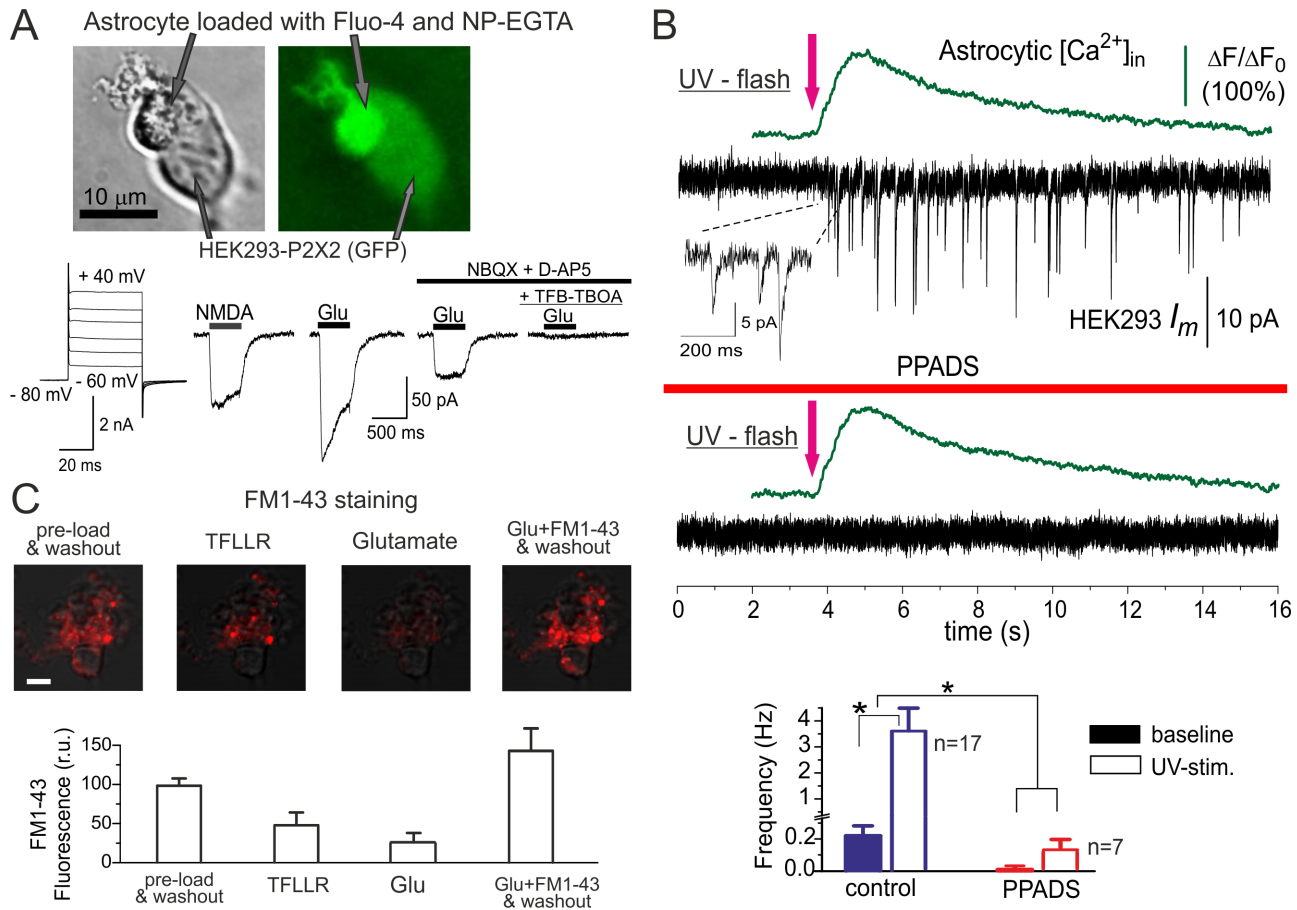 A
Astrocyte loaded with Fluo-4 and NP-EGTA
10 µm
HEK293-P2X2 (GFP)
+ 40 mV
- 60 mV
- 80 mV
2 nA
20 ms
NMDA
Glu
NBQX + D-AP5
+ TFB-TBOA
Glu
Glu
50 pA
500 ms
B
Astrocytic [Ca2+]in
ΔF/ΔF0
(100%)
UV - flash
5 pA
200 ms
HEK293 Im
10 pA
PPADS
UV - flash
0 2 4 6 8 10 12 14 16
time (s)
Frequency (Hz)
4
3
2
1
0.2
0.0
*
*
n=17
n=7
control
PPADS
baseline
UV-stim.
C
FM1-43 staining
pre-load
& washout
TFLLR
Glutamate
Glu+FM1-43
& washout
FM1-43
Fluorescence (r.u.)
150
100
50
0
pre-load
& washout
TFLLR
Glu
Glu+FM1-43
& washout